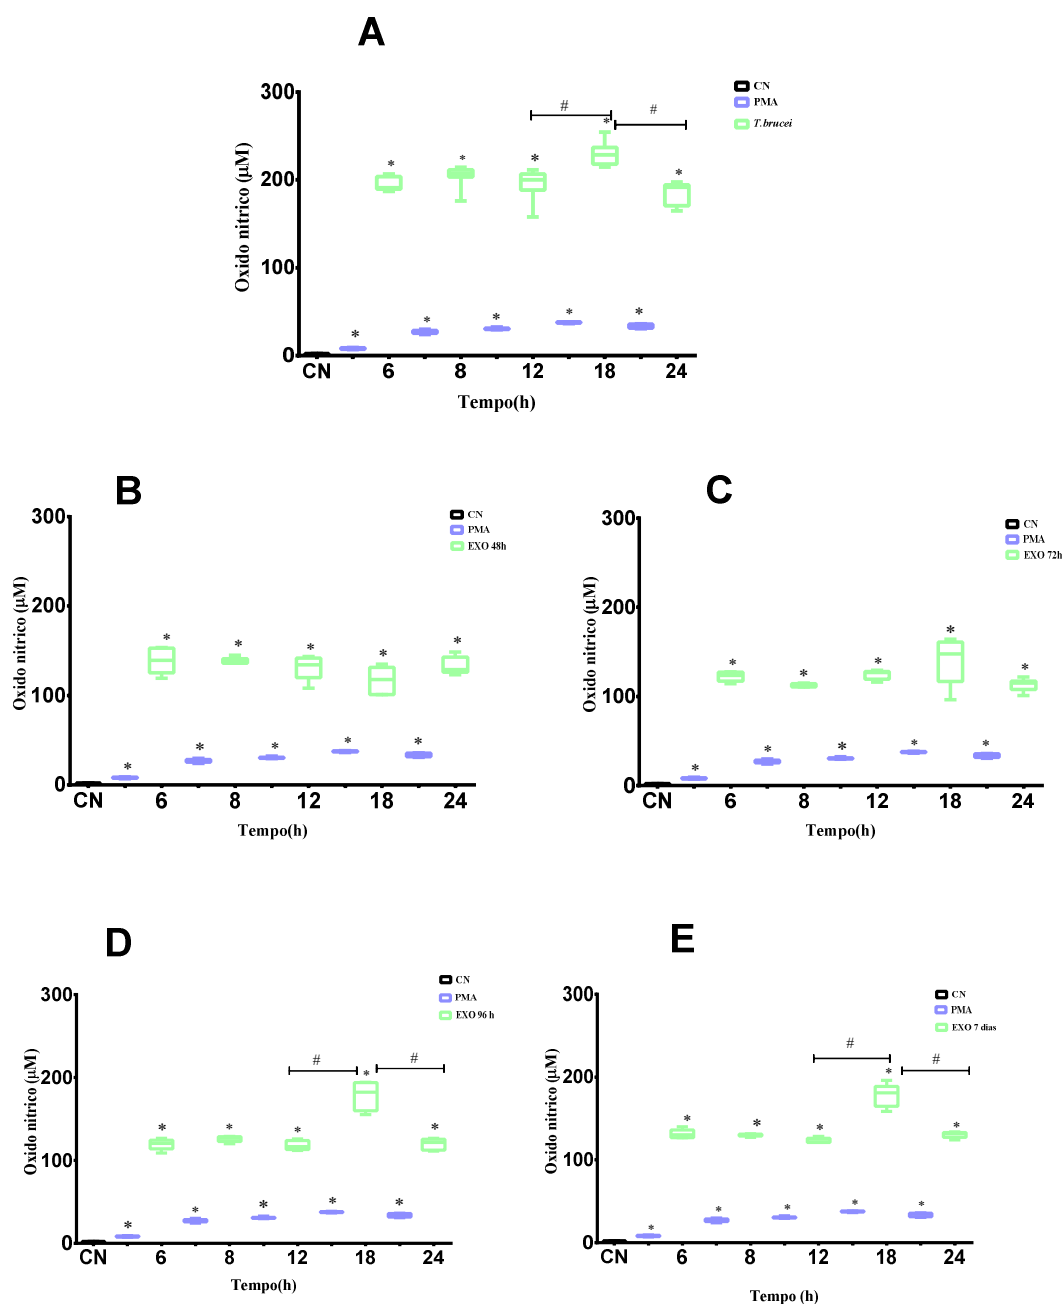 A
CN
PMA
T.brucei
Oxido nitrico (µM)
300
200
100
0
# #
* * * * *
* * * * *
CN 6 8 12 18 24
Tempo(h)
B
CN
PMA
EXO 48h
Oxido nitrico (µM)
300
200
100
0
* * * * *
* * * * *
CN 6 8 12 18 24
Tempo(h)
C
CN
PMA
EXO 72h
Oxido nitrico (µM)
300
200
100
0
* * * * *
* * * * *
CN 6 8 12 18 24
Tempo(h)
D
CN
PMA
EXO 96 h
Oxido nitrico (µM)
300
200
100
0
# #
* * * * *
* * * * *
CN 6 8 12 18 24
Tempo(h)
E
CN
PMA
EXO 7 dias
Oxido nitrico (µM)
300
200
100
0
# #
* * * * *
* * * * *
CN 6 8 12 18 24
Tempo (h)